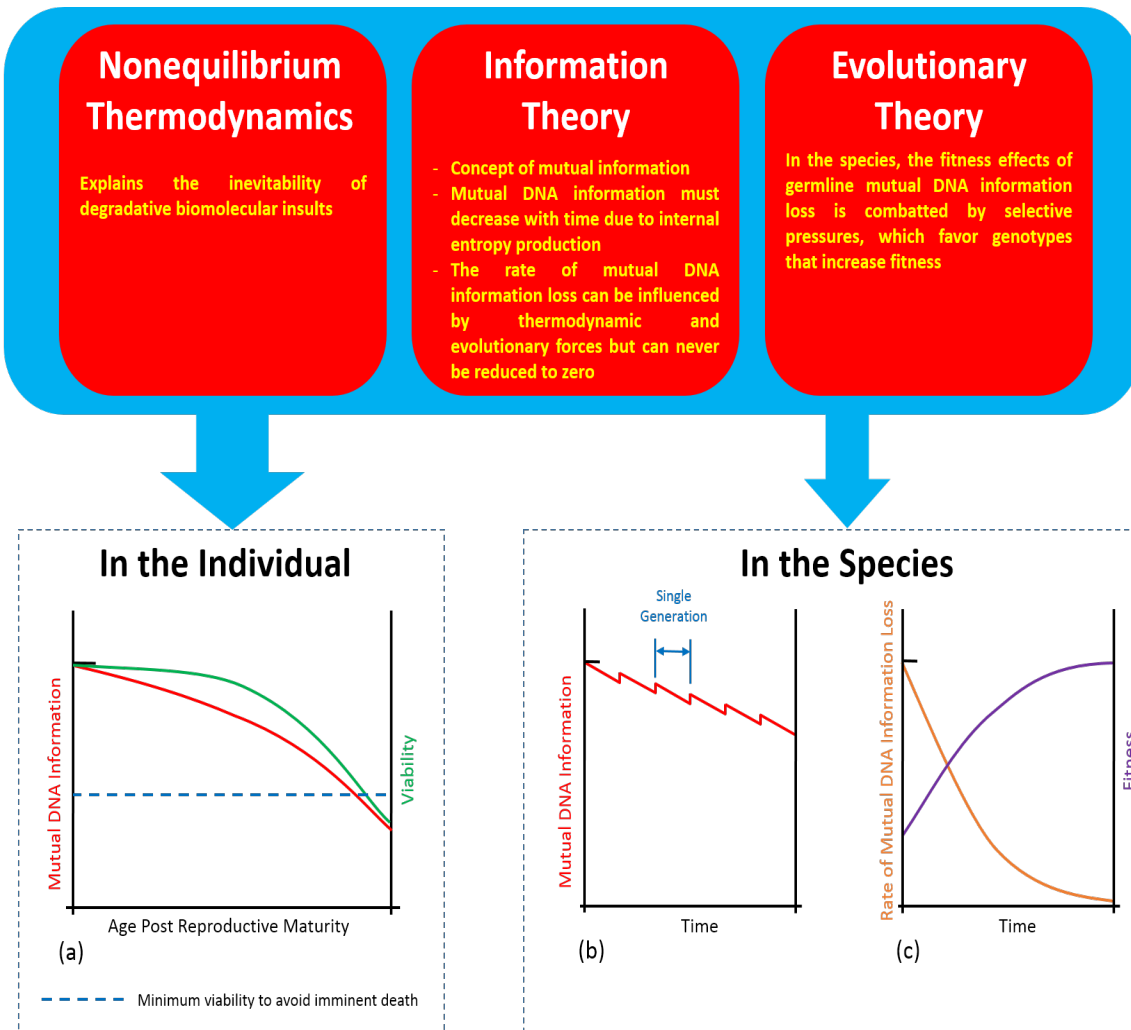 Nonequilibrium
Thermodynamics
Explains the inevitability of
degradative biomolecular insults
Information
Theory
- Concept of mutual information
- Mutual DNA information must
decrease with time due to internal
entropy production
- The rate of mutual DNA
information loss can be influenced
by thermodynamic and
evolutionary forces but can never
be reduced to zero
Evolutionary
Theory
In the species, the fitness effects of
germline mutual DNA information
loss is combatted by selective
pressures, which favor genotypes
that increase fitness
In the Individual
Mutual DNA Information
Viability
Age Post Reproductive Maturity
(a)
Minimum viability to avoid imminent death
In the Species
Single
Generation
Mutual DNA Information
Time
(b)
Rate of Mutual DNA Information Loss
Fitness
Time
(c)